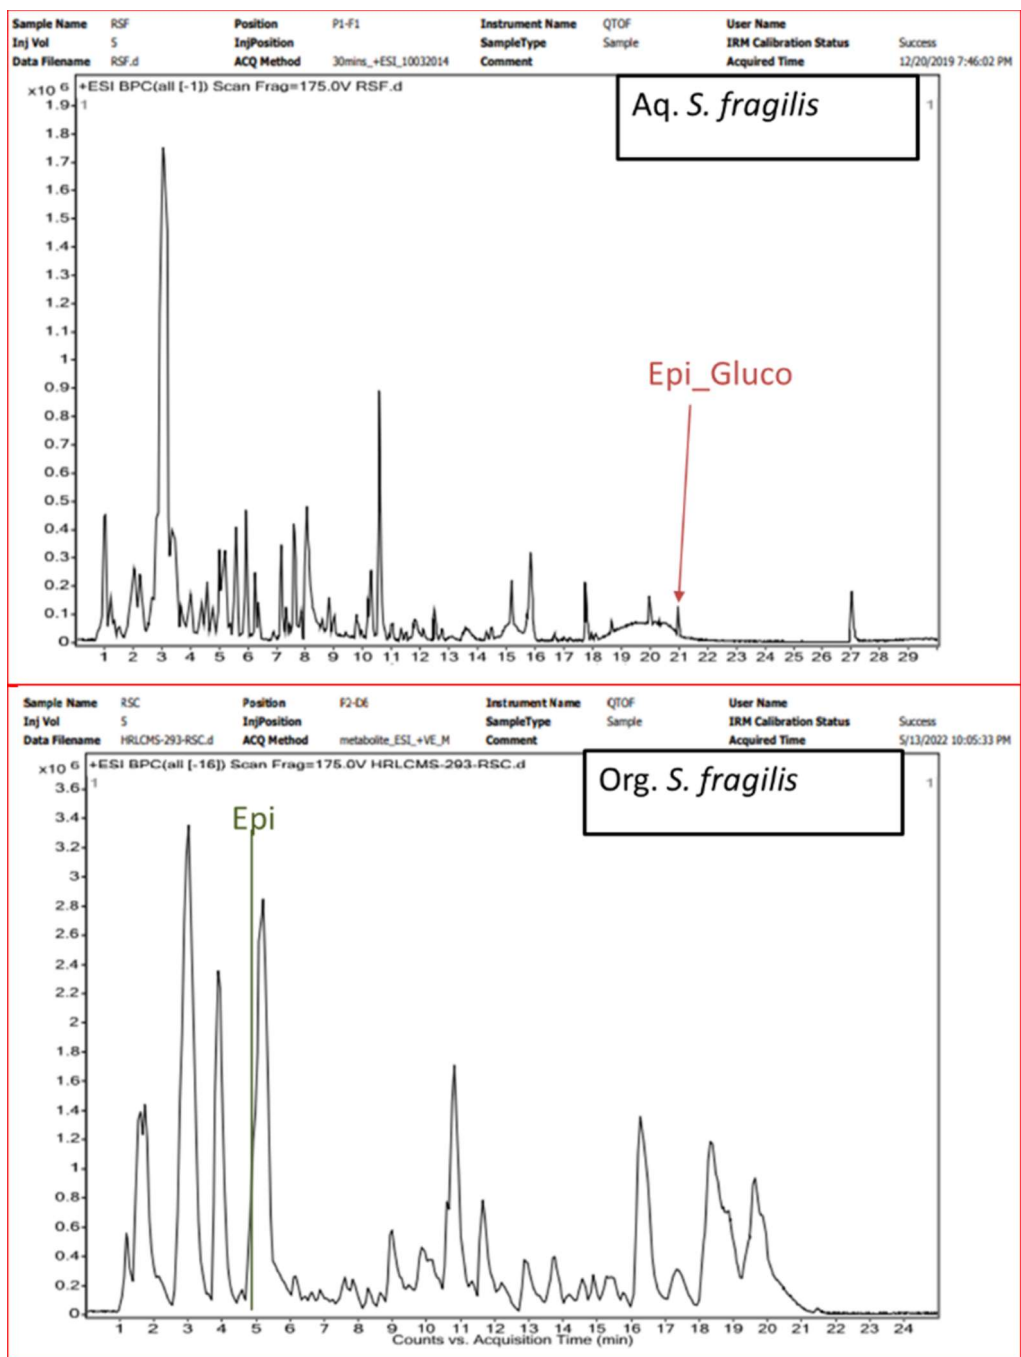 Sample Name RSF Position P1-F1 Instrument Name QTOF User Name
Inj Vol 5 InjPosition SampleType Sample IRM Calibration Status Success
Data Filename RSF.d ACQ Method 30mins_+ESI_10032014 Comment Acquired Time 12/20/2019 7:46:02 PM
x10 6 +ESI BPC(all [-1]) Scan Frag=175.0V RSF.d
Aq. S. fragilis
1 1
1.9
1.8
1.7
1.6
1.5
1.4
1.3
1.2
1.1
1
0.9
0.8
0.7
0.6
0.5
0.4
0.3
0.2
0.1
0
Epi_Gluco
1 2 3 4 5 6 7 8 9 10 11 12 13 14 15 16 17 18 19 20 21 22 23 24 25 26 27 28 29
Sample Name RSC Position P2-D6 Instrument Name QTOF User Name
Inj Vol 5 InjPosition SampleType Sample IRM Calibration Status Success
Data Filename HRLCMS-293-RSC.d ACQ Method metabolite_ESI_+VE_M Comment Acquired Time 5/13/2022 10:05:33 PM
x10 6 +ESI BPC(all [-16]) Scan Frag=175.0V HRLCMS-293-RSC.d
Org. S. fragilis
1 1
3.6
3.4
3.2
3
2.8
2.6
2.4
2.2
2
1.8
1.6
1.4
1.2
1
0.8
0.6
0.4
0.2
0
Epi
1 2 3 4 5 6 7 8 9 10 11 12 13 14 15 16 17 18 19 20 21 22 23 24
Counts vs. Acquisition Time (min)